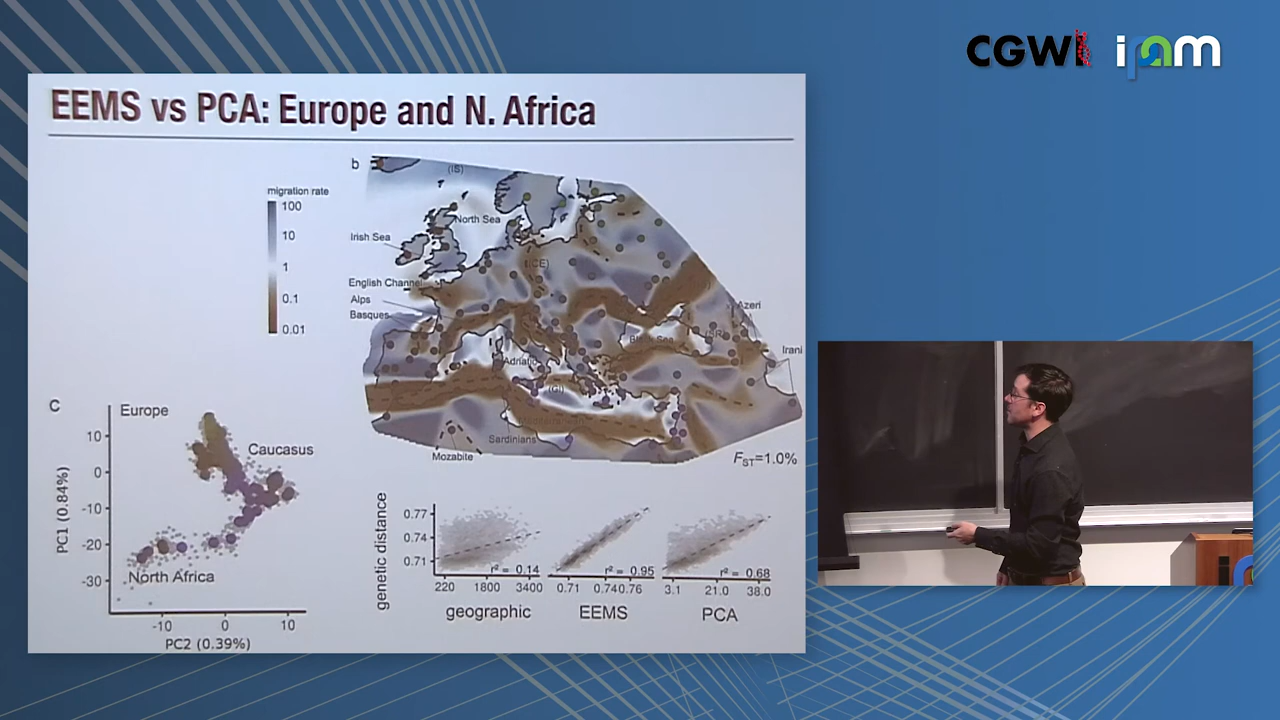 CGWI ipam
EEMS vs PCA: Europe and N. Africa
b
migration rate
100
10
1
0.1
0.01
(IS)
North Sea
Irish Sea
(CE)
English Channel
Alps
Basques
Azeri
Black Sea
Irani
Adriatic
(GI)
Mediterranean
Sardinians
Mozabite
FST=1.0%
C
Europe
Caucasus
North Africa
PC1 (0.84%)
10
0
-10
-20
-30
-10 0 10
PC2 (0.39%)
genetic distance
0.77
0.74
0.71
r² = 0.14
r² = 0.95
r² = 0.68
220 1800 3400
0.71 0.74 0.76
3.1 21.0 38.0
geographic
EEMS
PCA